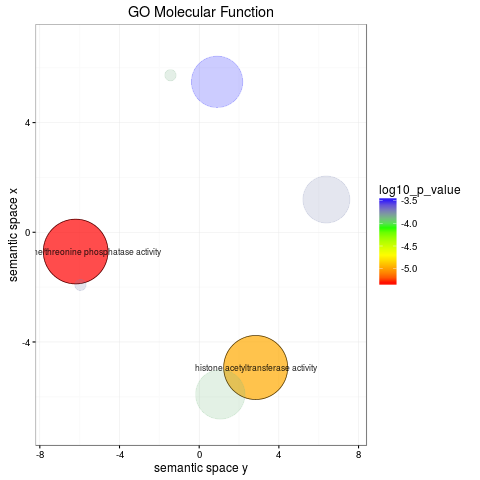 GO Molecular Function
semantic space x
4
0
-4
phosphatase activity
histone acetyltransferase activity
-8
-4
0
4
8
semantic space y
log10_p_value
-3.5
-4.0
-4.5
-5.0